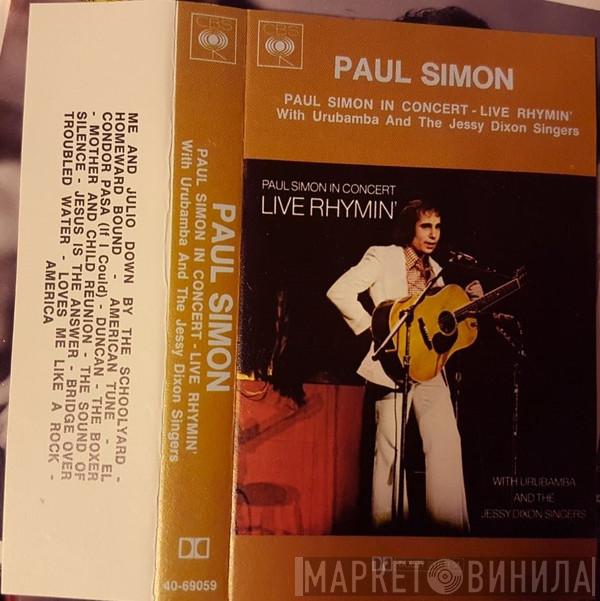 ME AND JULIO DOWN BY THE SCHOOLYARD -
HOMEWARD BOUND - AMERICAN TUNE - EL
CONDOR PASA (If I Could) - DUNCAN - THE BOXER
- MOTHER AND CHILD REUNION - THE SOUND OF
SILENCE - JESUS IS THE ANSWER - BRIDGE OVER
TROUBLED WATER - LOVES ME LIKE A ROCK -
AMERICA
CBS
PAUL SIMON
PAUL SIMON IN CONCERT - LIVE RHYMIN'
With Urubamba And The Jessy Dixon Singers
40-69059
CBS
PAUL SIMON
PAUL SIMON IN CONCERT - LIVE RHYMIN'
With Urubamba And The Jessy Dixon Singers
PAUL SIMON IN CONCERT
LIVE RHYMIN'
WITH URUBAMBA
AND THE
JESSY DIXON SINGERS
МАРКЕТ ВИНИЛА